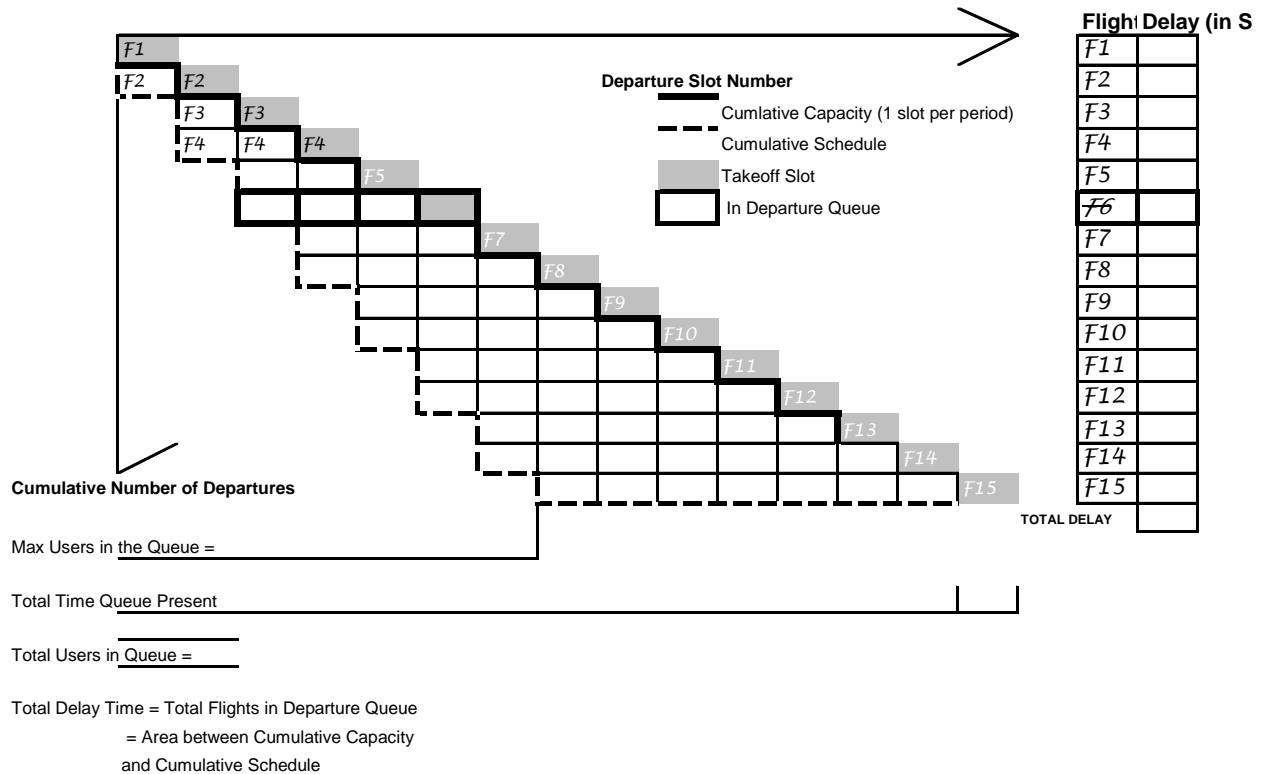 Flight Delay (in S
F1 F1
F2 F2 F2
Departure Slot Number
F3 F3 F3
Cumlative Capacity (1 slot per period)
F4 F4 F4 F4
Cumulative Schedule
F5 F5
Takeoff Slot
F6
In Departure Queue
F7 F7
F8 F8
F9 F9
F10 F10
F11 F11
F12 F12
F13 F13
F14 F14
Cumulative Number of Departures
F15 F15
TOTAL DELAY
Max Users in the Queue =
Total Time Queue Present
Total Users in Queue =
Total Delay Time = Total Flights in Departure Queue
= Area between Cumulative Capacity
and Cumulative Schedule